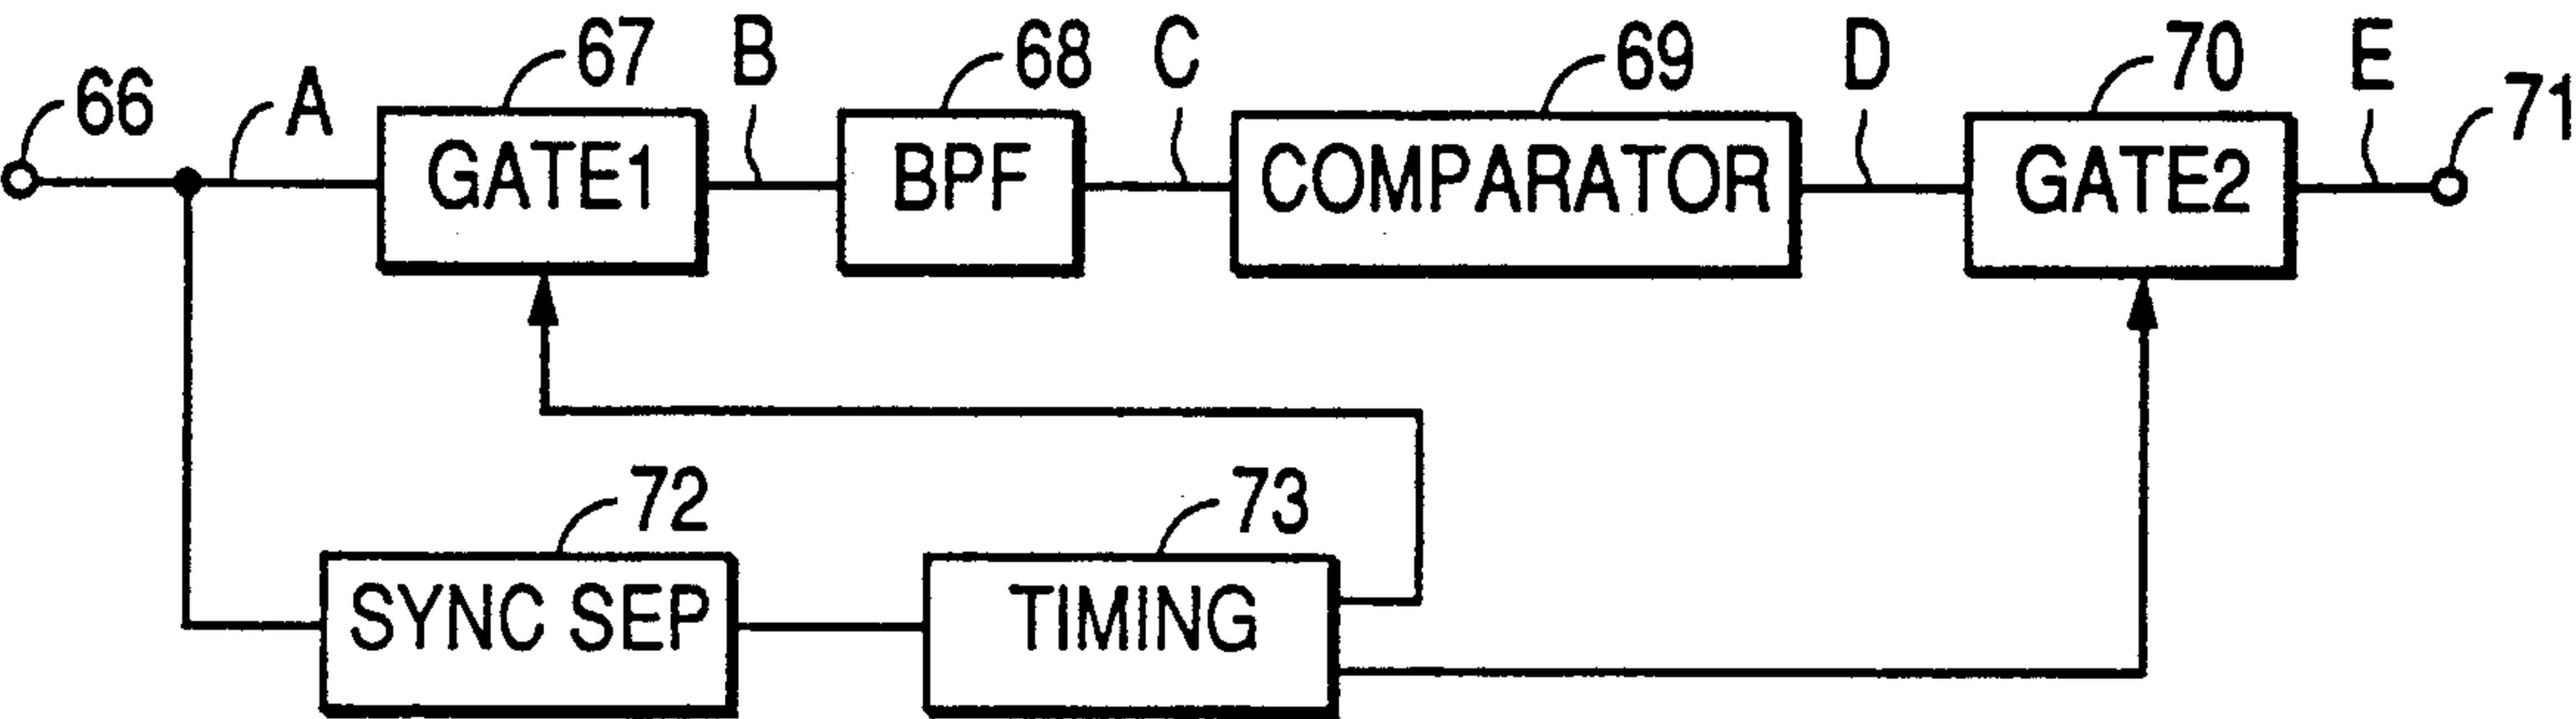 66
A
67
B
68
C
69
D
70
E
71
GATE1
BPF
COMPARATOR
GATE2
72
73
SYNC SEP
TIMING